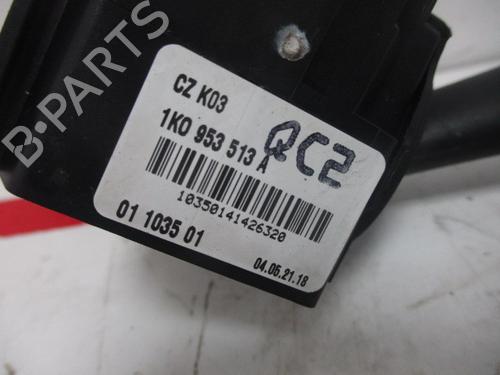 B-PARTS
CZ K03
1K0 953 513 A
QC2
10350141426320
01 1035 01
04.05.21.18